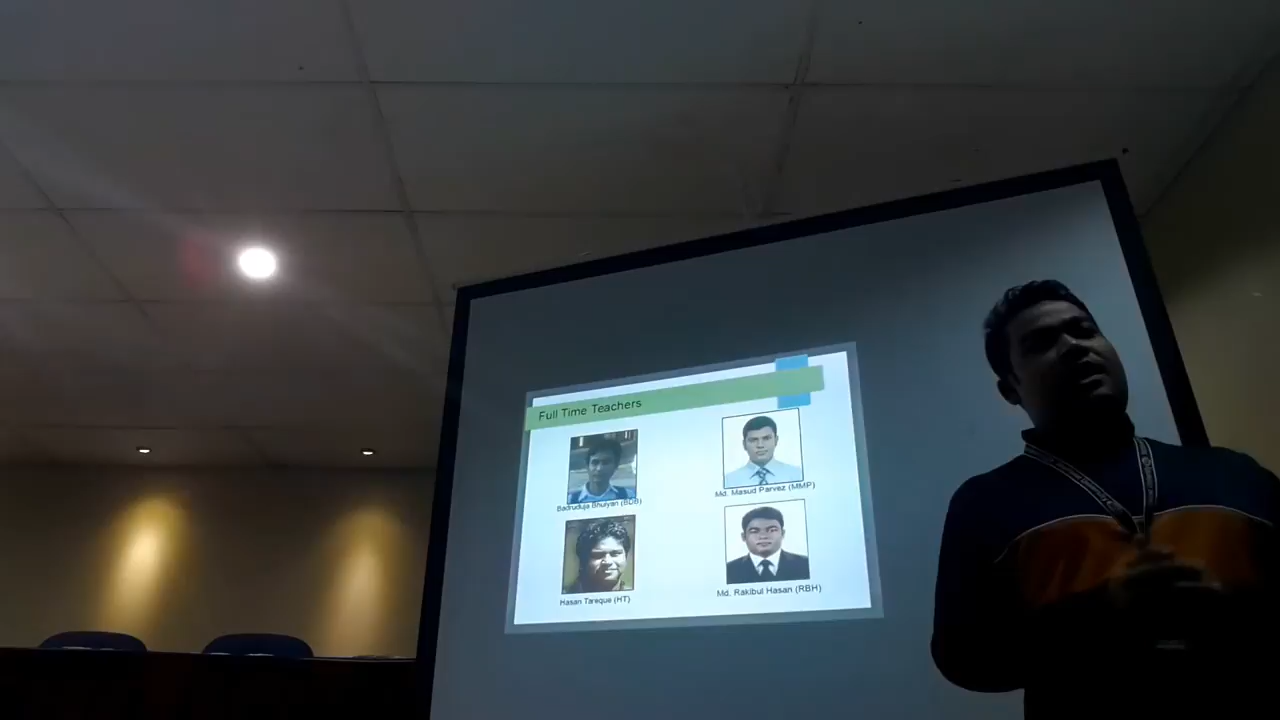 Full Time Teachers
Badruduja Bhuiyan (BDB)
Md. Masud Parvez (MMP)
Hasan Tareque (HT)
Md. Rakibul Hasan (RBH)